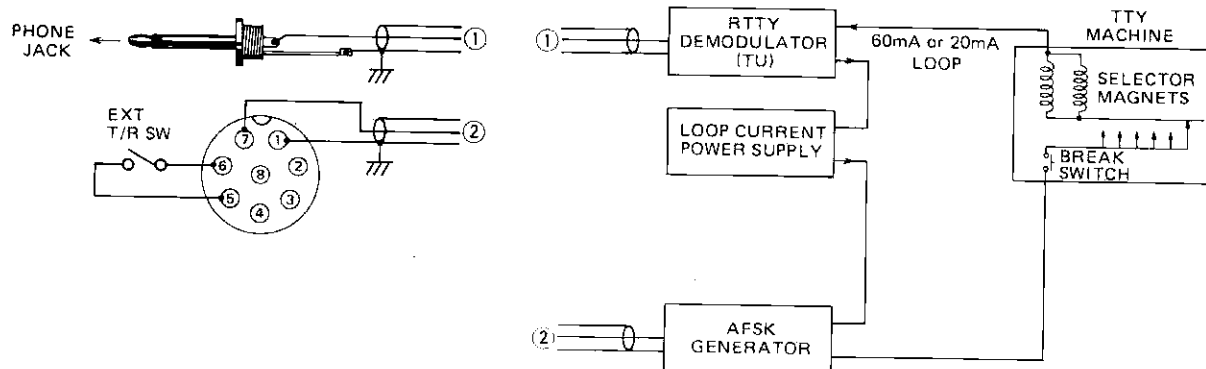 PHONE
JACK
①
EXT
T/R SW
②
7
1
6
8
2
5
3
4
①
RTTY
DEMODULATOR
(TU)
60mA or 20mA
LOOP
TTY
MACHINE
SELECTOR
MAGNETS
LOOP CURRENT
POWER SUPPLY
BREAK
SWITCH
②
AFSK
GENERATOR